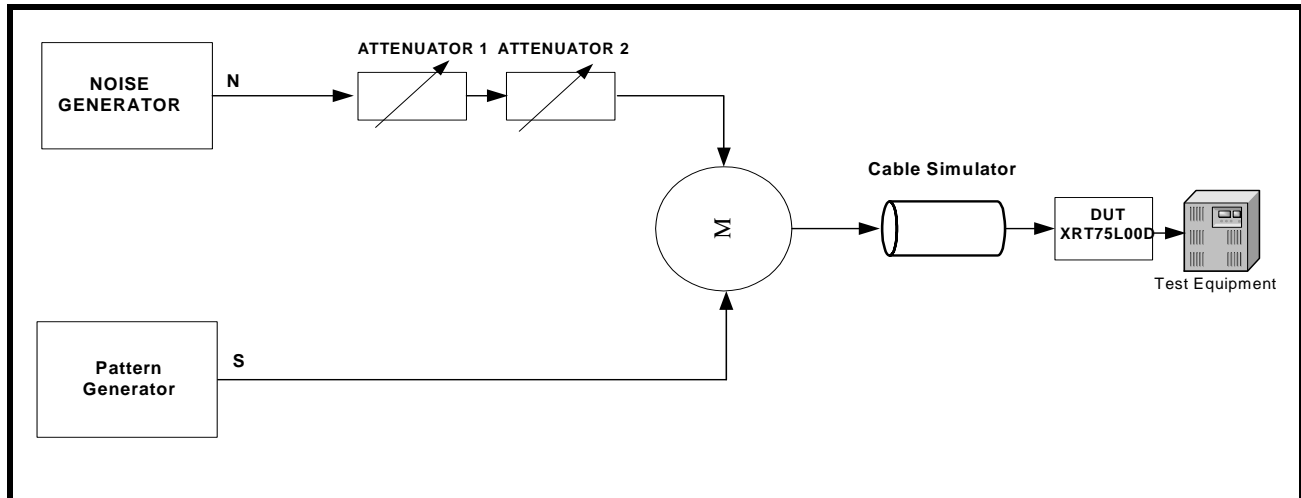 ATTENUATOR 1 ATTENUATOR 2
NOISE
GENERATOR
N
M
Cable Simulator
DUT
XRT75L00D
Test Equipment
Pattern
Generator
S